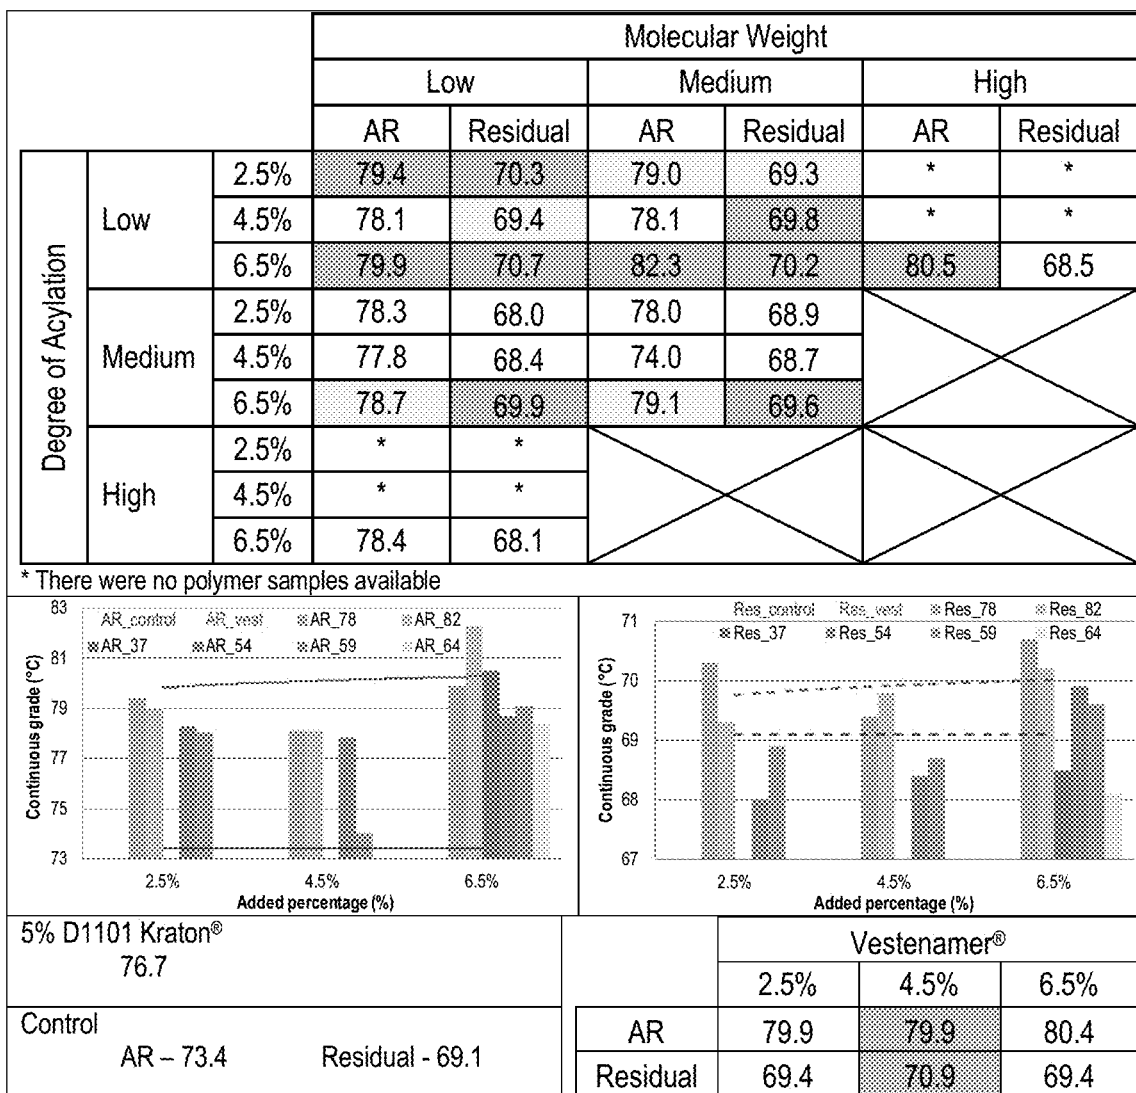 Molecular Weight
Low Medium High
AR Residual AR Residual AR Residual
Degree of Acylation
Low
2.5% 79.4 70.3 79.0 69.3 * *
4.5% 78.1 69.4 78.1 69.8 * *
6.5% 79.9 70.7 82.3 70.2 80.5 68.5
Medium
2.5% 78.3 68.0 78.0 68.9
4.5% 77.8 68.4 74.0 68.7
6.5% 78.7 69.9 79.1 69.6
High
2.5% * *
4.5% * *
6.5% 78.4 68.1
* There were no polymer samples available
AR_control AR_vest AR_78 AR_82
AR_37 AR_54 AR_59 AR_64
Continuous grade (°C)
83
81
79
77
75
73
2.5% 4.5% 6.5%
Added percentage (%)
Res_control Res_vest Res_78 Res_82
Res_37 Res_54 Res_59 Res_64
Continuous grade (°C)
71
70
69
68
67
2.5% 4.5% 6.5%
Added percentage (%)
5% D1101 Kraton®
76.7
Control
AR – 73.4 Residual - 69.1
Vestenamer®
2.5% 4.5% 6.5%
AR 79.9 79.9 80.4
Residual 69.4 70.9 69.4